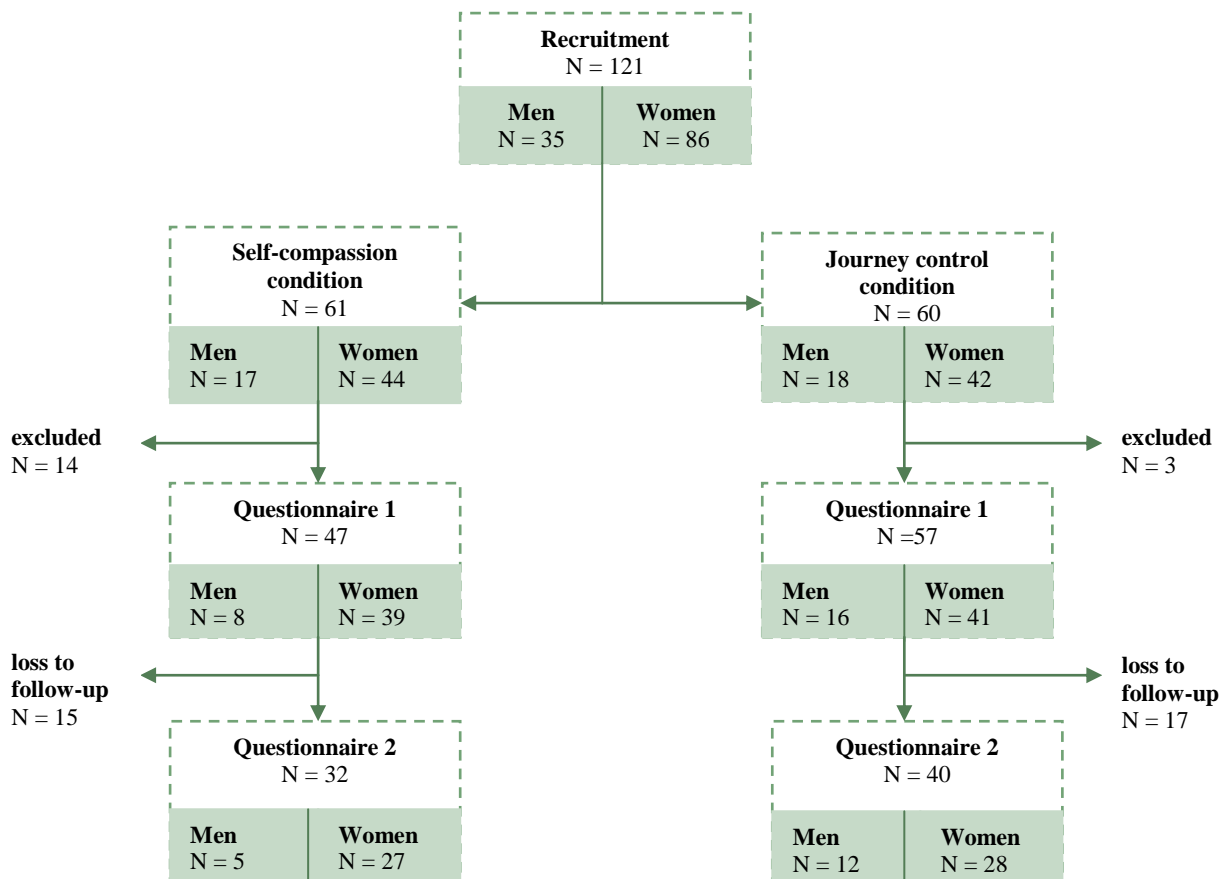 Recruitment
N = 121
Men
N = 35
Women
N = 86
Self-compassion
condition
N = 61
Men
N = 17
Women
N = 44
Journey control
condition
N = 60
Men
N = 18
Women
N = 42
excluded
N = 14
excluded
N = 3
Questionnaire 1
N = 47
Men
N = 8
Women
N = 39
Questionnaire 1
N =57
Men
N = 16
Women
N = 41
loss to
follow-up
N = 15
loss to
follow-up
N = 17
Questionnaire 2
N = 32
Men
N = 5
Women
N = 27
Questionnaire 2
N = 40
Men
N = 12
Women
N = 28